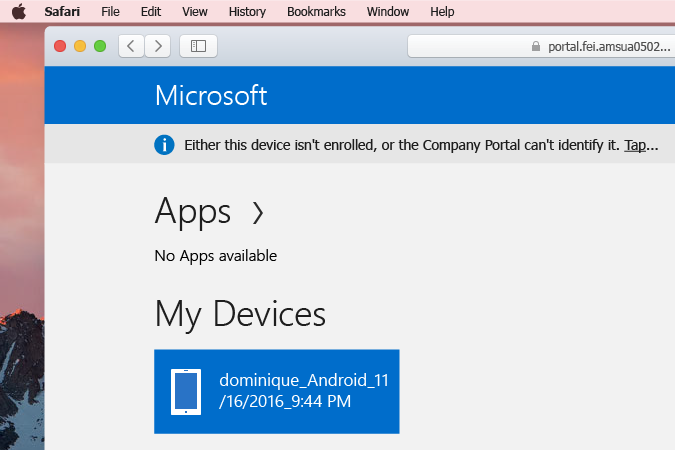 Safari File Edit View History Bookmarks Window Help
portal.fei.amsua0502...
Microsoft
Either this device isn't enrolled, or the Company Portal can't identify it. Tap...
Apps
No Apps available
My Devices
dominique_Android_11
/16/2016_9:44 PM